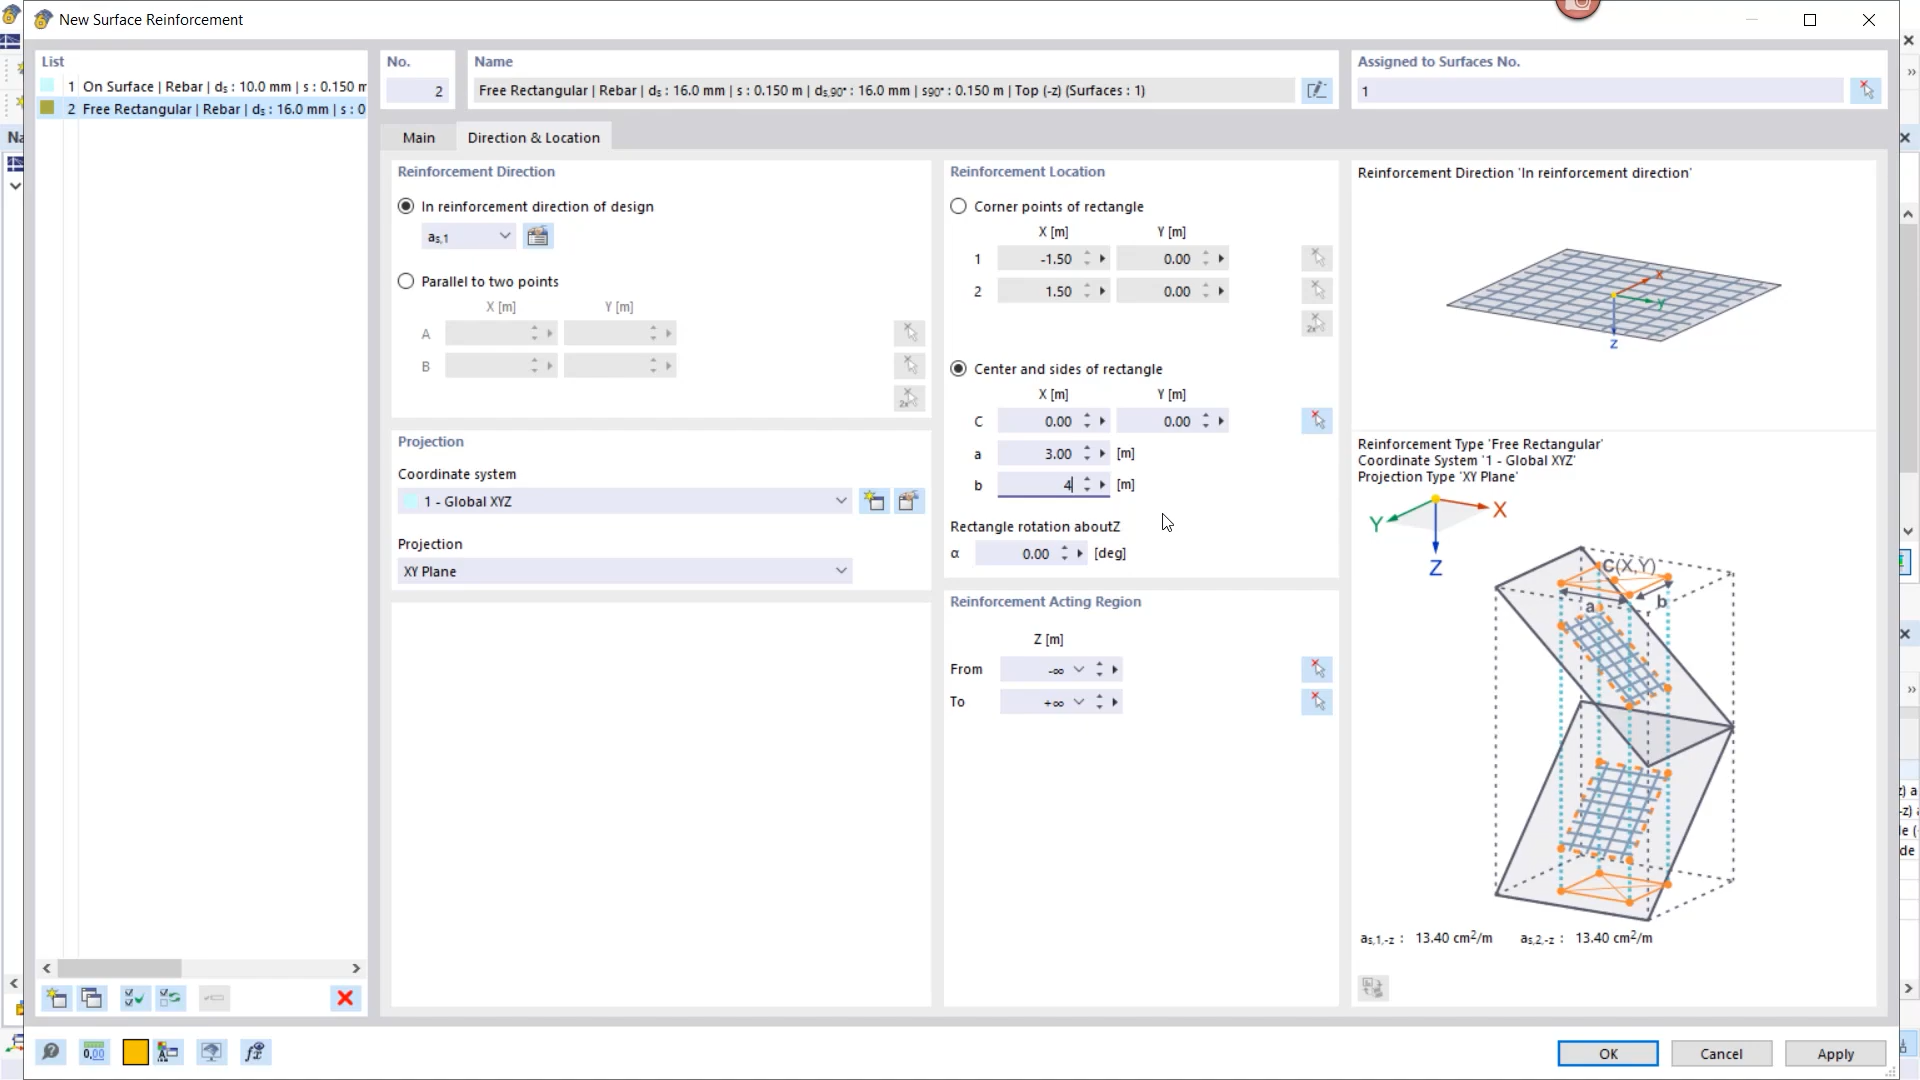 New Surface Reinforcement
List
1 On Surface | Rebar | ds : 10.0 mm | s : 0.150 m
2 Free Rectangular | Rebar | ds : 16.0 mm | s : 0
No.
2
Name
Free Rectangular | Rebar | ds : 16.0 mm | s : 0.150 m | ds,90° : 16.0 mm | s90° : 0.150 m | Top (-z) (Surfaces : 1)
Assigned to Surfaces No.
1
Main
Direction & Location
Reinforcement Direction
In reinforcement direction of design
as,1
Parallel to two points
X [m] Y [m]
A
B
2x
Projection
Coordinate system
1 - Global XYZ
Projection
XY Plane
Reinforcement Location
Corner points of rectangle
X [m] Y [m]
1 -1.50 0.00
2 1.50 0.00
2x
Center and sides of rectangle
X [m] Y [m]
C 0.00 0.00
a 3.00 [m]
b 4 [m]
Rectangle rotation aboutZ
α 0.00 [deg]
Reinforcement Acting Region
Z [m]
From -∞
To +∞
Reinforcement Direction 'In reinforcement direction'
x
y
z
Reinforcement Type 'Free Rectangular'
Coordinate System '1 - Global XYZ'
Projection Type 'XY Plane'
Y X
Z
C(X,Y)
a b
as,1,-z : 13.40 cm2/m as,2,-z : 13.40 cm2/m
0,00
OK
Cancel
Apply